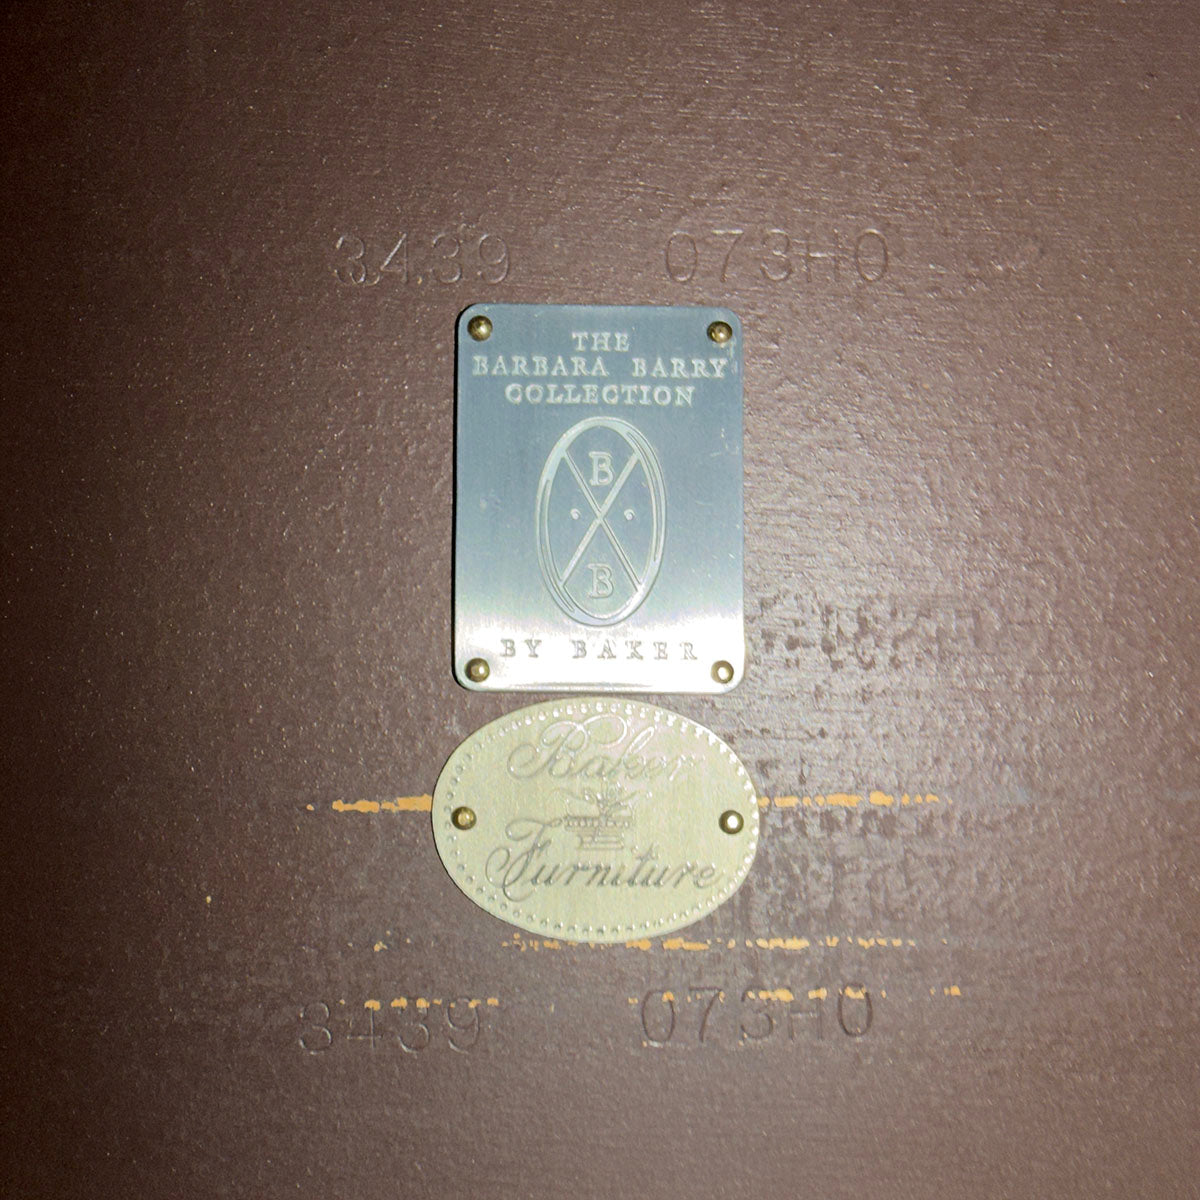 3439 073H0
THE
BARBARA BARRY
COLLECTION
B
B
BY BAKER
Baker
Furniture
3439 073H0